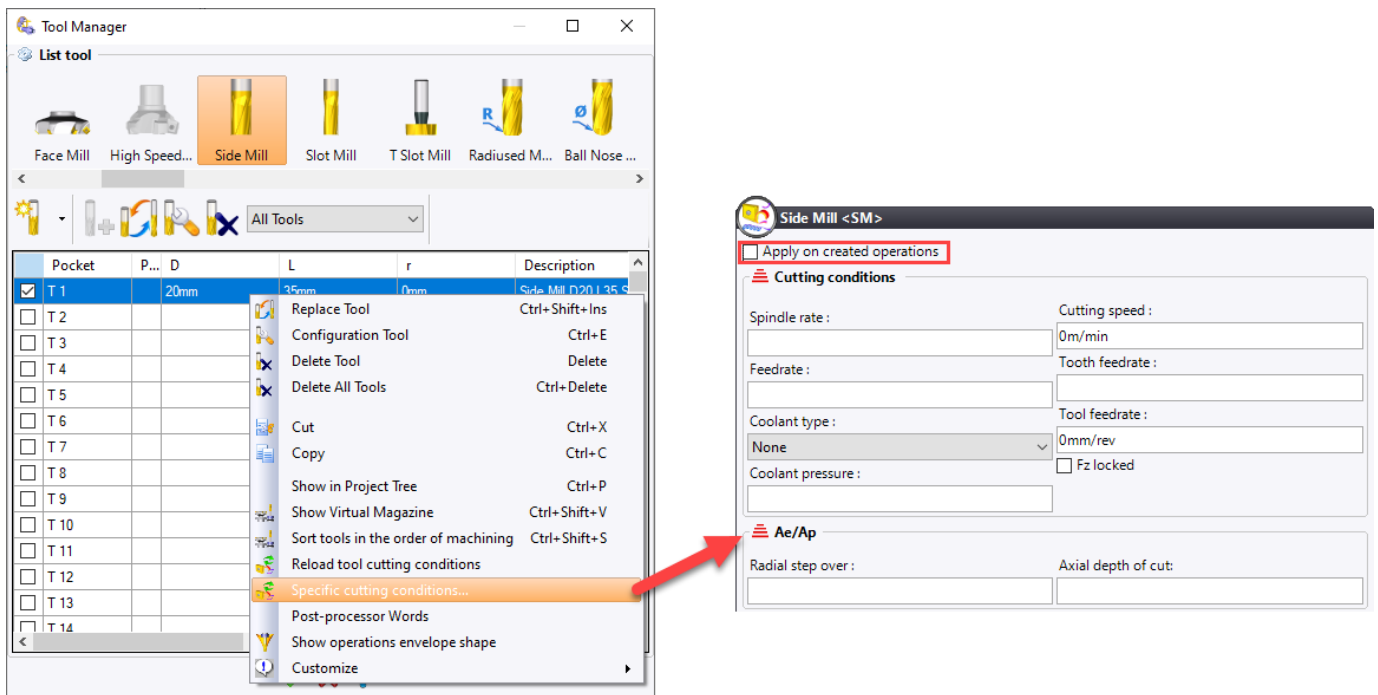 Tool Manager
List tool
Face Mill
High Speed...
Side Mill
Slot Mill
T Slot Mill
Radiused M...
Ball Nose ...
R
Ø
All Tools
Pocket P... D L r Description
T 1 20mm 35mm 0mm Side Mill D20 L35 S
T 2
T 3
T 4
T 5
T 6
T 7
T 8
T 9
T 10
T 11
T 12
T 13
T 14
Replace Tool Ctrl+Shift+Ins
Configuration Tool Ctrl+E
Delete Tool Delete
Delete All Tools Ctrl+Delete
Cut Ctrl+X
Copy Ctrl+C
Show in Project Tree Ctrl+P
Show Virtual Magazine Ctrl+Shift+V
Sort tools in the order of machining Ctrl+Shift+S
Reload tool cutting conditions
Specific cutting conditions...
Post-processor Words
Show operations envelope shape
Customize
Side Mill <SM>
Apply on created operations
Cutting conditions
Spindle rate :
Cutting speed :
0m/min
Feedrate :
Tooth feedrate :
Coolant type :
None
Tool feedrate :
0mm/rev
Coolant pressure :
Fz locked
Ae/Ap
Radial step over :
Axial depth of cut: